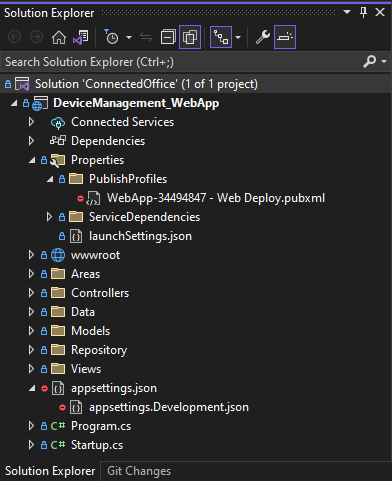 Solution Explorer
Search Solution Explorer (Ctrl+;)
Solution 'ConnectedOffice' (1 of 1 project)
DeviceManagement_WebApp
Connected Services
Dependencies
Properties
PublishProfiles
WebApp-34494847 - Web Deploy.pubxml
ServiceDependencies
launchSettings.json
wwwroot
Areas
Controllers
Data
Models
Repository
Views
appsettings.json
appsettings.Development.json
C# Program.cs
C# Startup.cs
Solution Explorer Git Changes